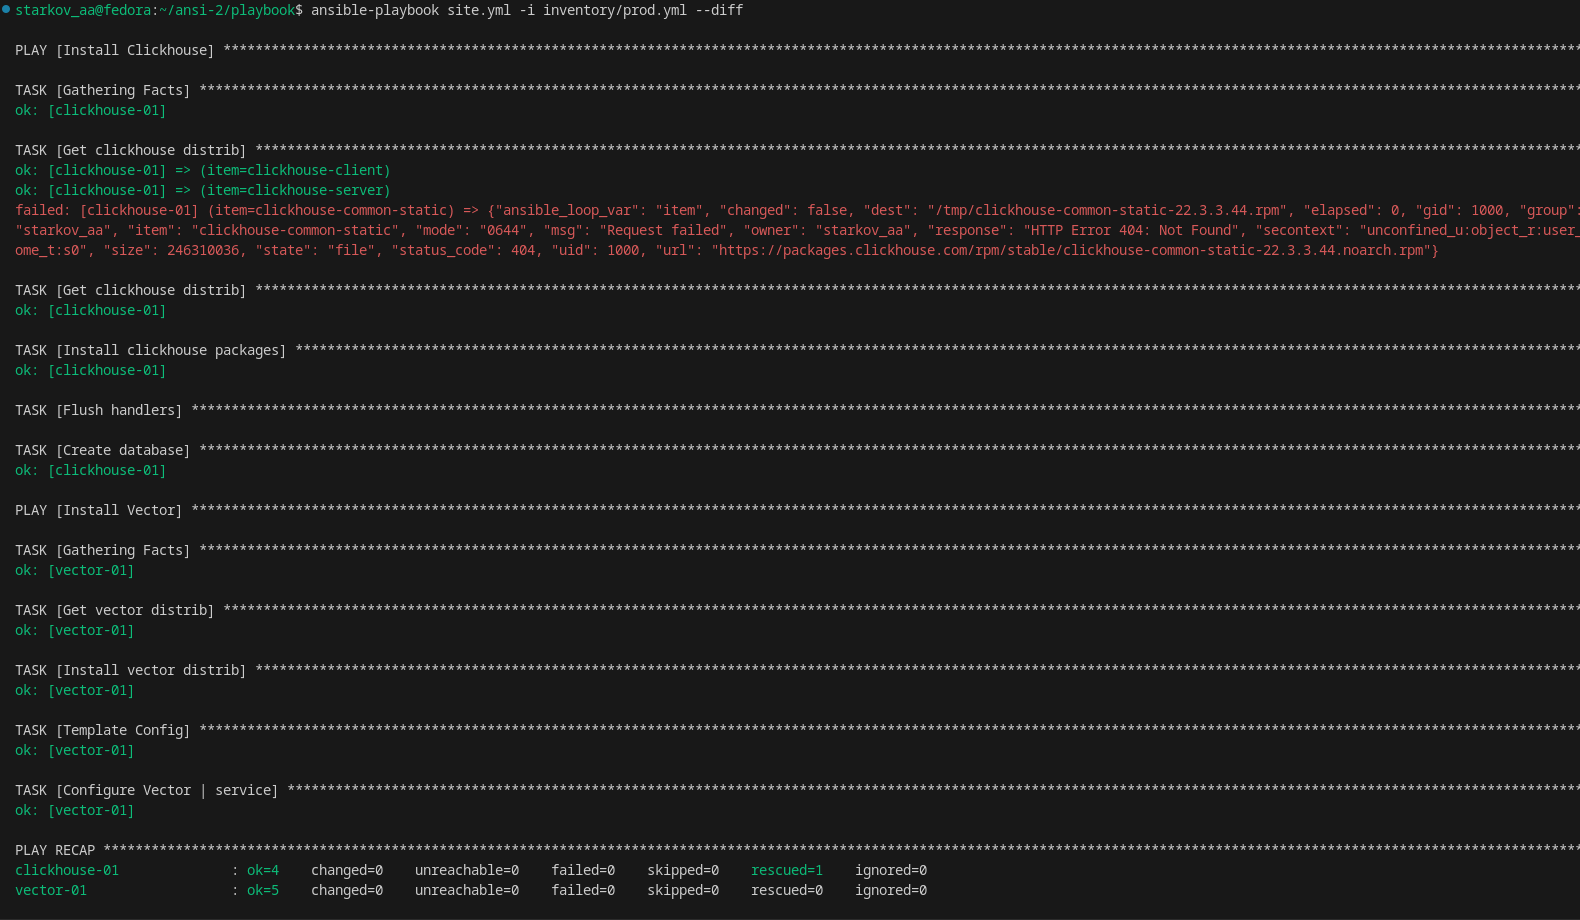 starkov_aa@fedora:~/ansi-2/playbook$ ansible-playbook site.yml -i inventory/prod.yml --diff
PLAY [Install Clickhouse] *************************************************************************************************************************************************************************
TASK [Gathering Facts] ****************************************************************************************************************************************************************************
ok: [clickhouse-01]
TASK [Get clickhouse distrib] *********************************************************************************************************************************************************************
ok: [clickhouse-01] => (item=clickhouse-client)
ok: [clickhouse-01] => (item=clickhouse-server)
failed: [clickhouse-01] (item=clickhouse-common-static) => {"ansible_loop_var": "item", "changed": false, "dest": "/tmp/clickhouse-common-static-22.3.3.44.rpm", "elapsed": 0, "gid": 1000, "group":
"starkov_aa", "item": "clickhouse-common-static", "mode": "0644", "msg": "Request failed", "owner": "starkov_aa", "response": "HTTP Error 404: Not Found", "secontext": "unconfined_u:object_r:user_
ome_t:s0", "size": 246310036, "state": "file", "status_code": 404, "uid": 1000, "url": "https://packages.clickhouse.com/rpm/stable/clickhouse-common-static-22.3.3.44.noarch.rpm"}
TASK [Get clickhouse distrib] *********************************************************************************************************************************************************************
ok: [clickhouse-01]
TASK [Install clickhouse packages] ****************************************************************************************************************************************************************
ok: [clickhouse-01]
TASK [Flush handlers] *****************************************************************************************************************************************************************************
TASK [Create database] ****************************************************************************************************************************************************************************
ok: [clickhouse-01]
PLAY [Install Vector] *****************************************************************************************************************************************************************************
TASK [Gathering Facts] ****************************************************************************************************************************************************************************
ok: [vector-01]
TASK [Get vector distrib] *************************************************************************************************************************************************************************
ok: [vector-01]
TASK [Install vector distrib] *********************************************************************************************************************************************************************
ok: [vector-01]
TASK [Template Config] ****************************************************************************************************************************************************************************
ok: [vector-01]
TASK [Configure Vector | service] *****************************************************************************************************************************************************************
ok: [vector-01]
PLAY RECAP ****************************************************************************************************************************************************************************************
clickhouse-01 : ok=4 changed=0 unreachable=0 failed=0 skipped=0 rescued=1 ignored=0
vector-01 : ok=5 changed=0 unreachable=0 failed=0 skipped=0 rescued=0 ignored=0